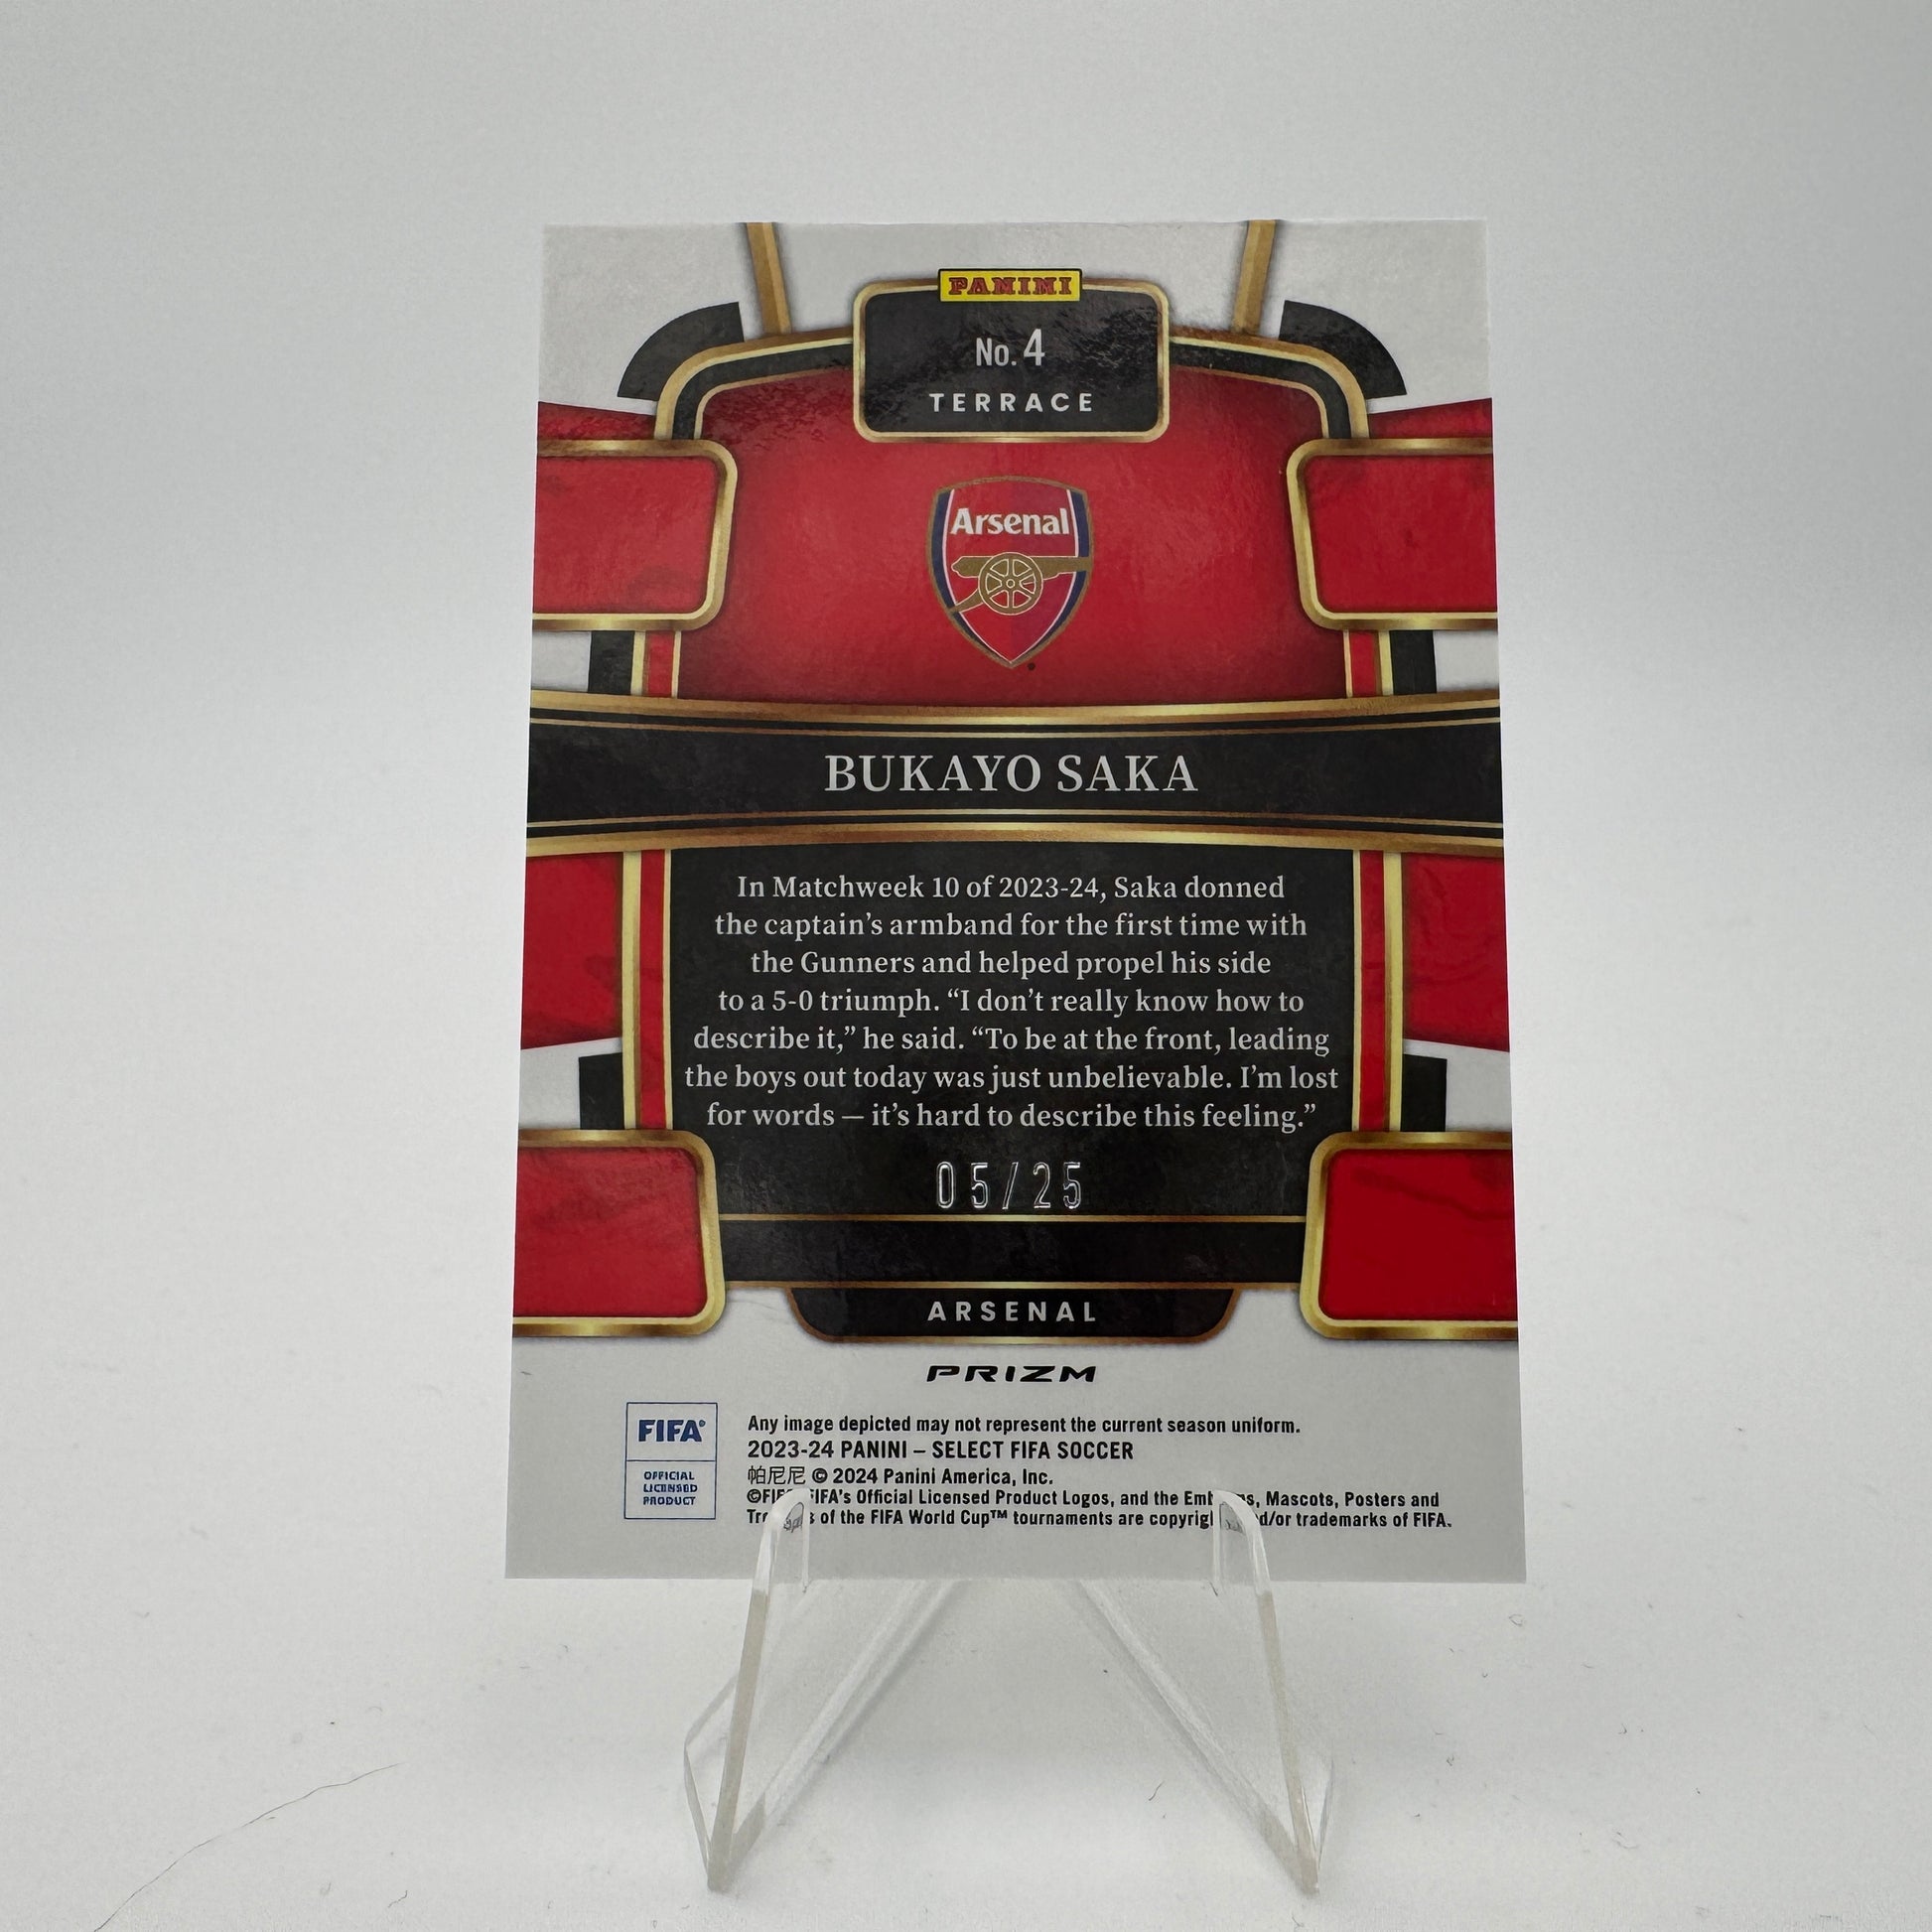 PANINI
No. 4
TERRACE
Arsenal
BUKAYO SAKA
In Matchweek 10 of 2023-24, Saka donned
the captain's armband for the first time with
the Gunners and helped propel his side
to a 5-0 triumph. “I don't really know how to
describe it,” he said. “To be at the front, leading
the boys out today was just unbelievable. I'm lost
for words — it's hard to describe this feeling.”
05/25
ARSENAL
PRIZM
FIFA®
OFFICIAL
LICENSED
PRODUCT
Any image depicted may not represent the current season uniform.
2023-24 PANINI – SELECT FIFA SOCCER
帕尼尼 © 2024 Panini America, Inc.
©FIFA, FIFA's Official Licensed Product Logos, and the Emblems, Mascots, Posters and
of the FIFA World Cup™ tournaments are and/or trademarks of FIFA.